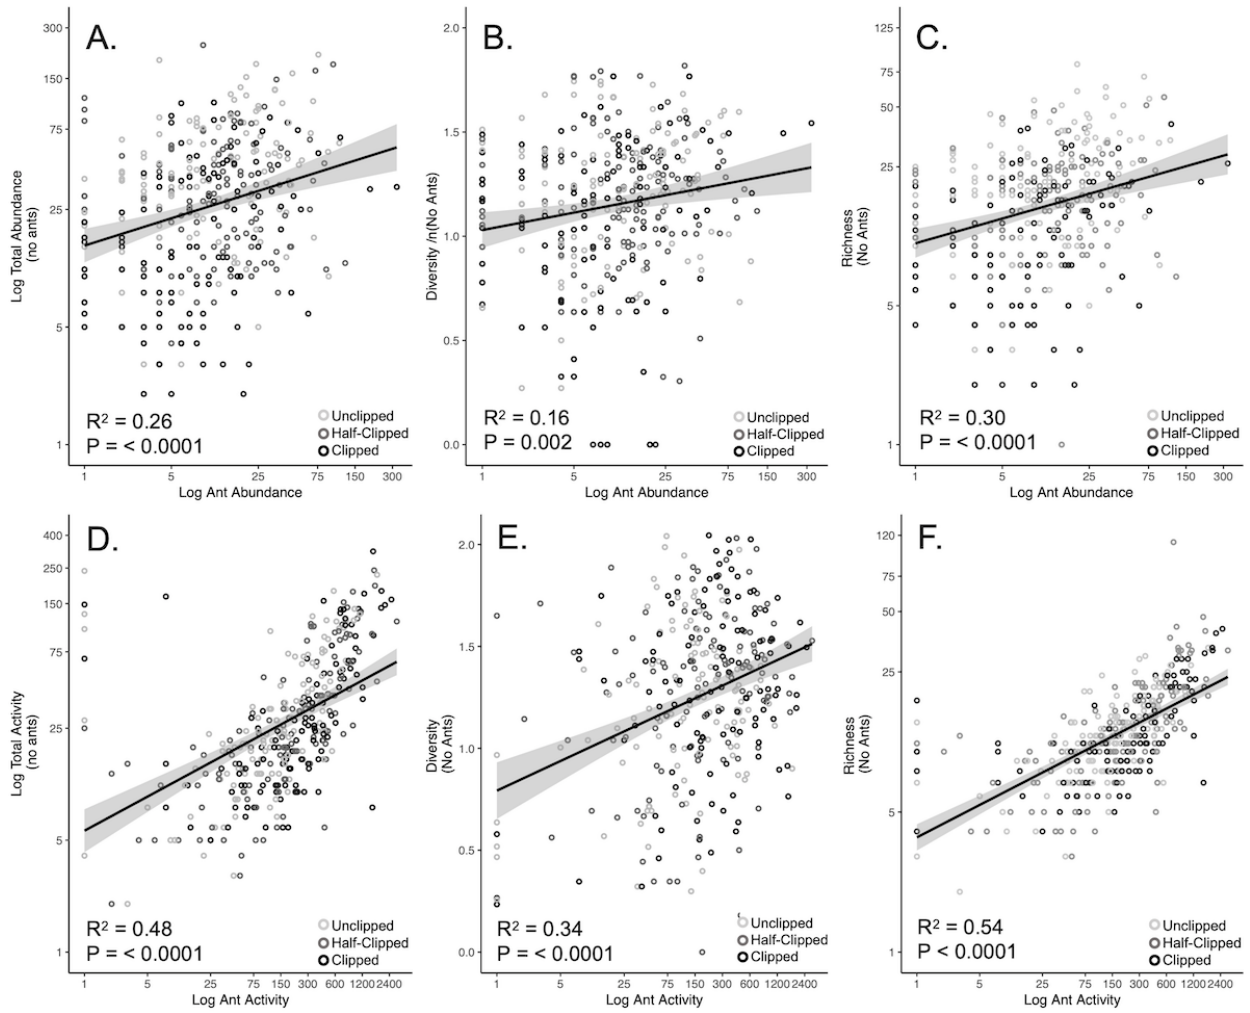 A.
300
150
75
25
5
1
Log Total Abundance
(no ants)
R² = 0.26
P = < 0.0001
Unclipped
Half-Clipped
Clipped
1 5 25 75 150 300
Log Ant Abundance
B.
2.0
1.5
1.0
0.5
0.0
Diversity /n(No Ants)
R² = 0.16
P = 0.002
Unclipped
Half-Clipped
Clipped
1 5 25 75 150 300
Log Ant Abundance
C.
125
75
50
25
5
1
Richness
(No Ants)
R² = 0.30
P = < 0.0001
Unclipped
Half-Clipped
Clipped
1 5 25 75 150 300
Log Ant Abundance
D.
400
250
150
75
25
5
1
Log Total Activity
(no ants)
R² = 0.48
P = < 0.0001
Unclipped
Half-Clipped
Clipped
1 5 25 75 150 300 600 1200 2400
Log Ant Activity
E.
2.0
1.5
1.0
0.5
0.0
Diversity
(No Ants)
R² = 0.34
P = < 0.0001
Unclipped
Half-Clipped
Clipped
1 5 25 75 150 300 600 1200 2400
Log Ant Activity
F.
120
75
50
25
5
1
Richness
(No Ants)
R² = 0.54
P < 0.0001
Unclipped
Half-Clipped
Clipped
1 5 25 75 150 300 600 1200 2400
Log Ant Activity